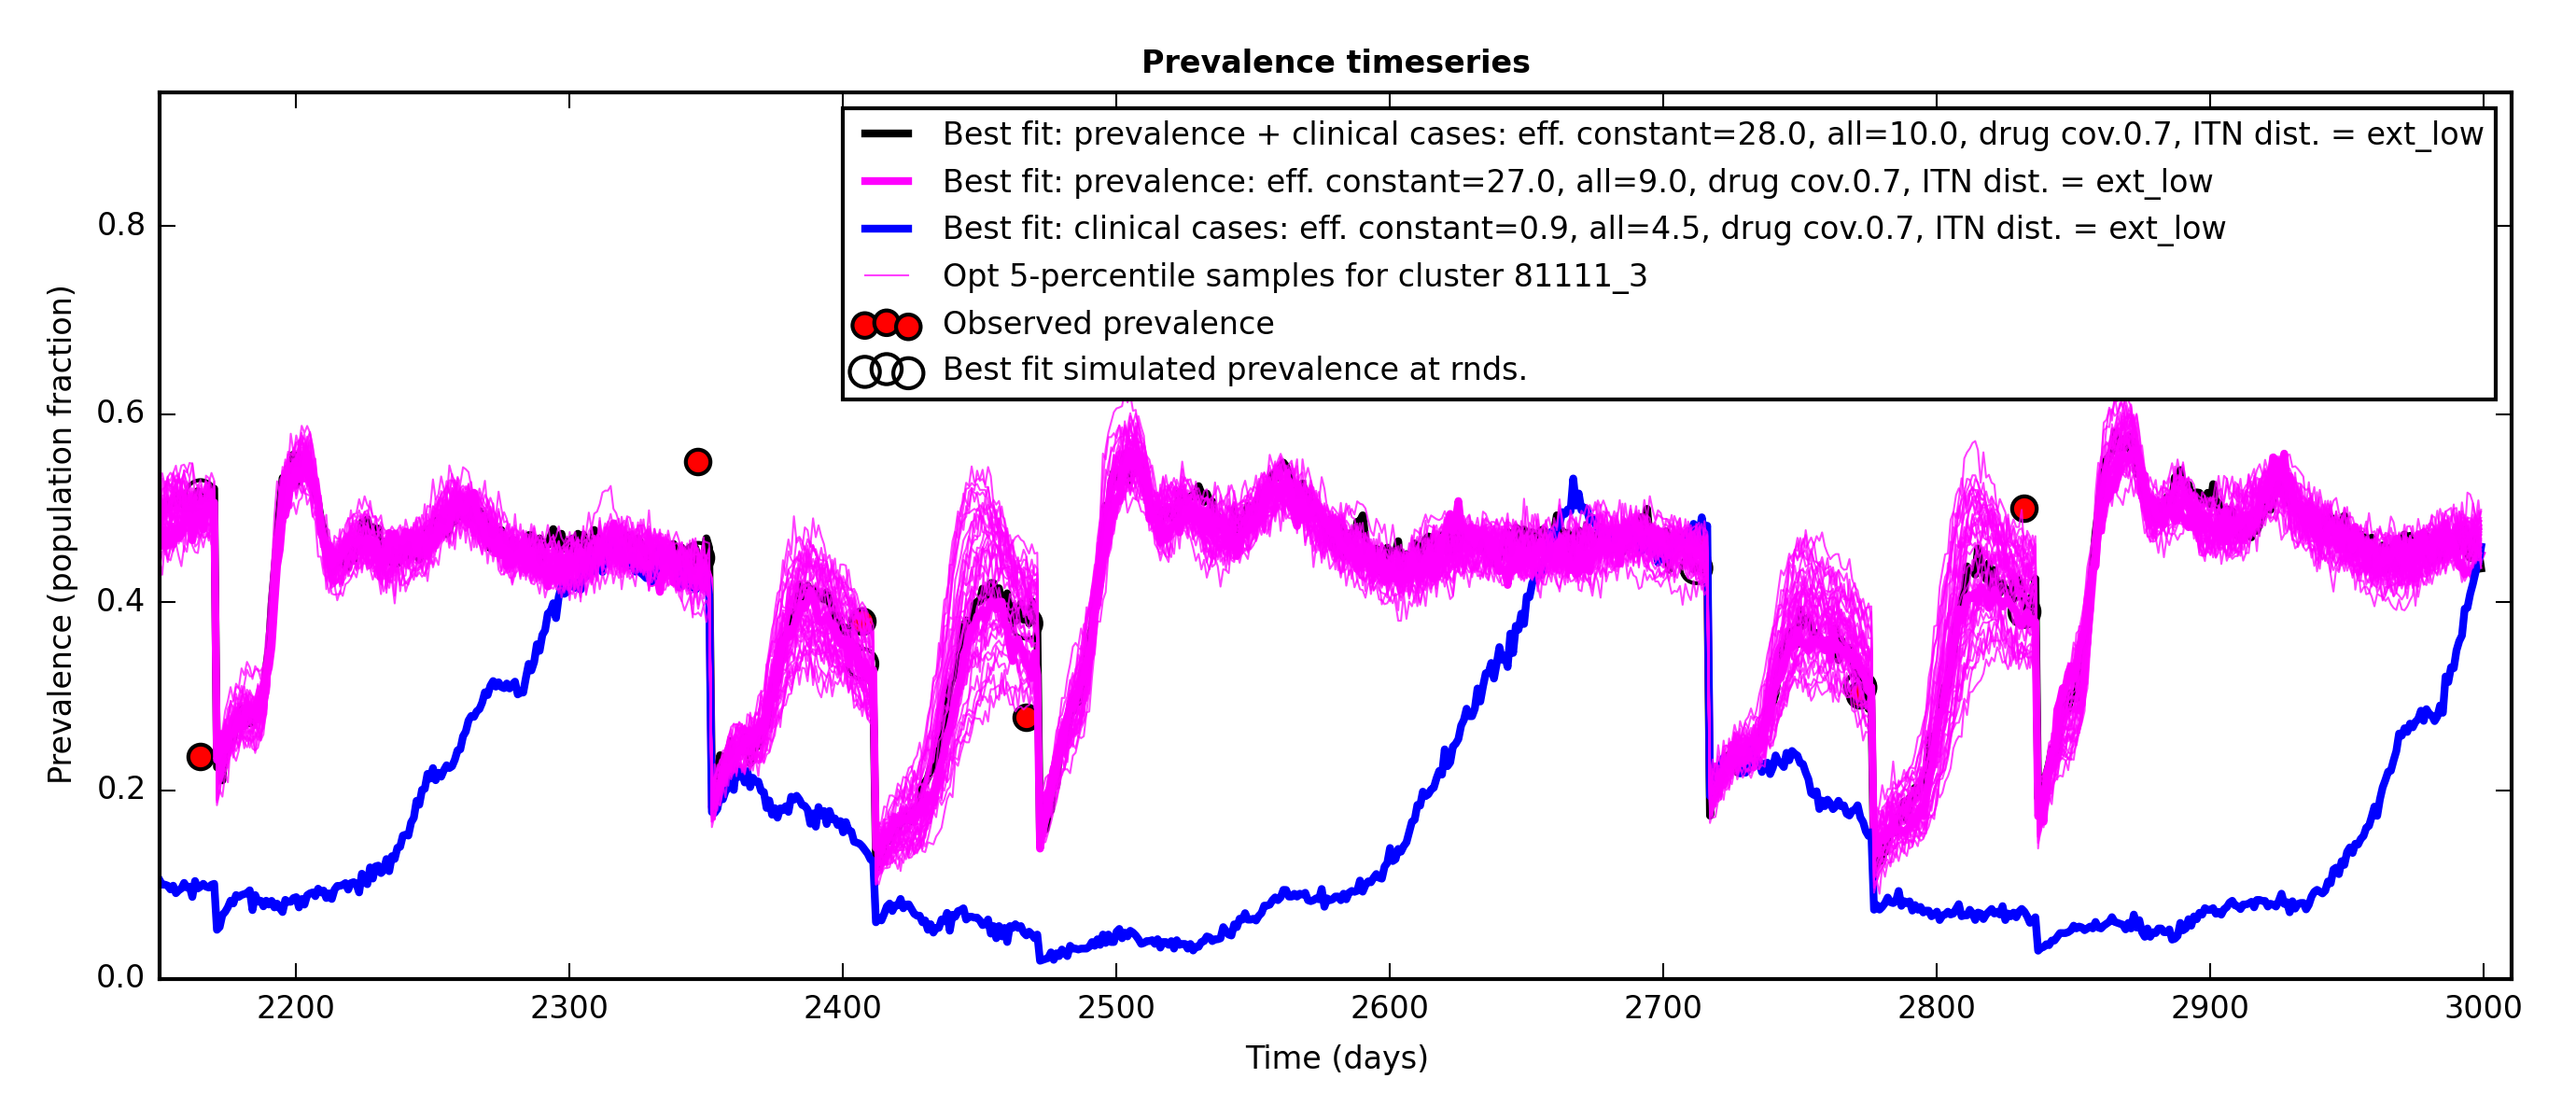 Prevalence timeseries
Best fit: prevalence + clinical cases: eff. constant=28.0, all=10.0, drug cov.0.7, ITN dist. = ext_low
Best fit: prevalence: eff. constant=27.0, all=9.0, drug cov.0.7, ITN dist. = ext_low
Best fit: clinical cases: eff. constant=0.9, all=4.5, drug cov.0.7, ITN dist. = ext_low
Opt 5-percentile samples for cluster 81111_3
Observed prevalence
Best fit simulated prevalence at rnds.
Prevalence (population fraction)
0.8
0.6
0.4
0.2
0.0
2200 2300 2400 2500 2600 2700 2800 2900 3000
Time (days)